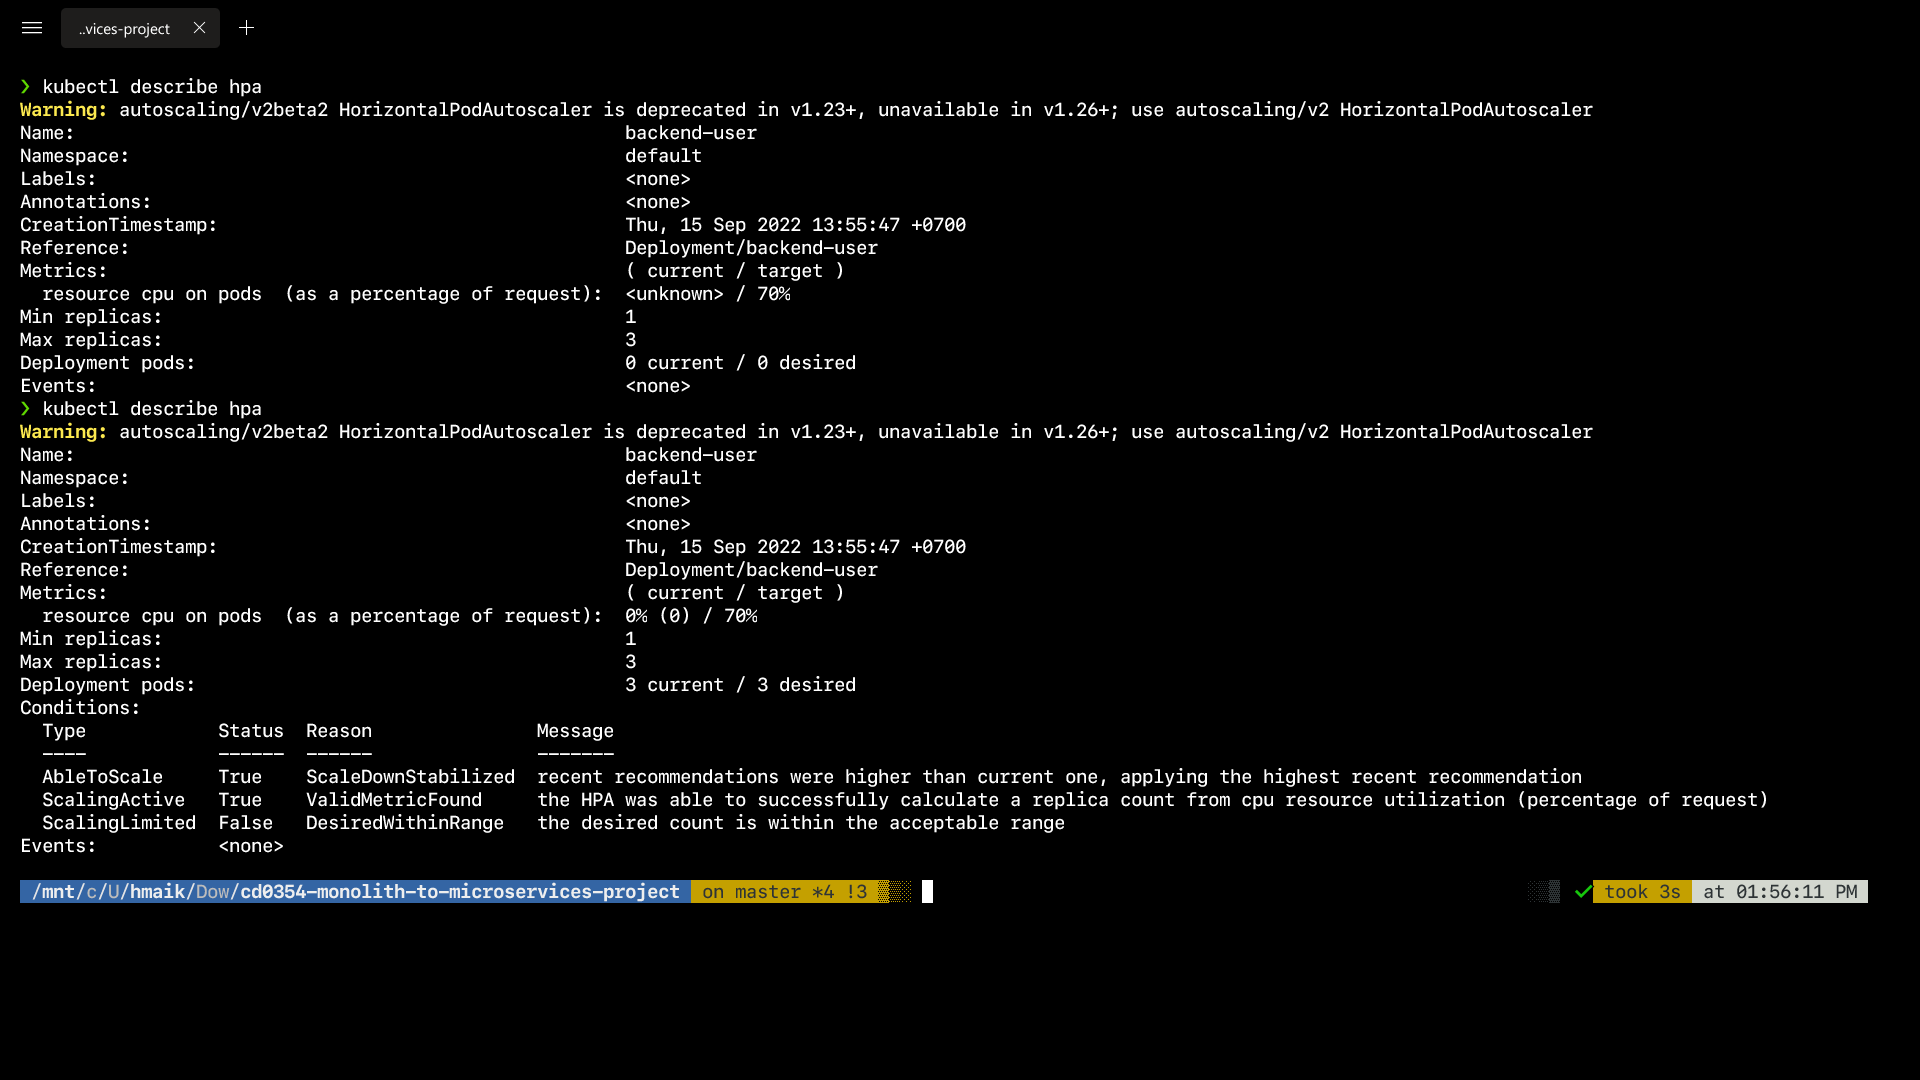 ..vices-project
❯ kubectl describe hpa
Warning: autoscaling/v2beta2 HorizontalPodAutoscaler is deprecated in v1.23+, unavailable in v1.26+; use autoscaling/v2 HorizontalPodAutoscaler
Name: backend-user
Namespace: default
Labels: <none>
Annotations: <none>
CreationTimestamp: Thu, 15 Sep 2022 13:55:47 +0700
Reference: Deployment/backend-user
Metrics: ( current / target )
resource cpu on pods (as a percentage of request): <unknown> / 70%
Min replicas: 1
Max replicas: 3
Deployment pods: 0 current / 0 desired
Events: <none>
❯ kubectl describe hpa
Warning: autoscaling/v2beta2 HorizontalPodAutoscaler is deprecated in v1.23+, unavailable in v1.26+; use autoscaling/v2 HorizontalPodAutoscaler
Name: backend-user
Namespace: default
Labels: <none>
Annotations: <none>
CreationTimestamp: Thu, 15 Sep 2022 13:55:47 +0700
Reference: Deployment/backend-user
Metrics: ( current / target )
resource cpu on pods (as a percentage of request): 0% (0) / 70%
Min replicas: 1
Max replicas: 3
Deployment pods: 3 current / 3 desired
Conditions:
Type Status Reason Message
---- ------ ------ -------
AbleToScale True ScaleDownStabilized recent recommendations were higher than current one, applying the highest recent recommendation
ScalingActive True ValidMetricFound the HPA was able to successfully calculate a replica count from cpu resource utilization (percentage of request)
ScalingLimited False DesiredWithinRange the desired count is within the acceptable range
Events: <none>
/mnt/c/U/hmaik/Dow/cd0354-monolith-to-microservices-project on master *4 !3 ✓ took 3s at 01:56:11 PM